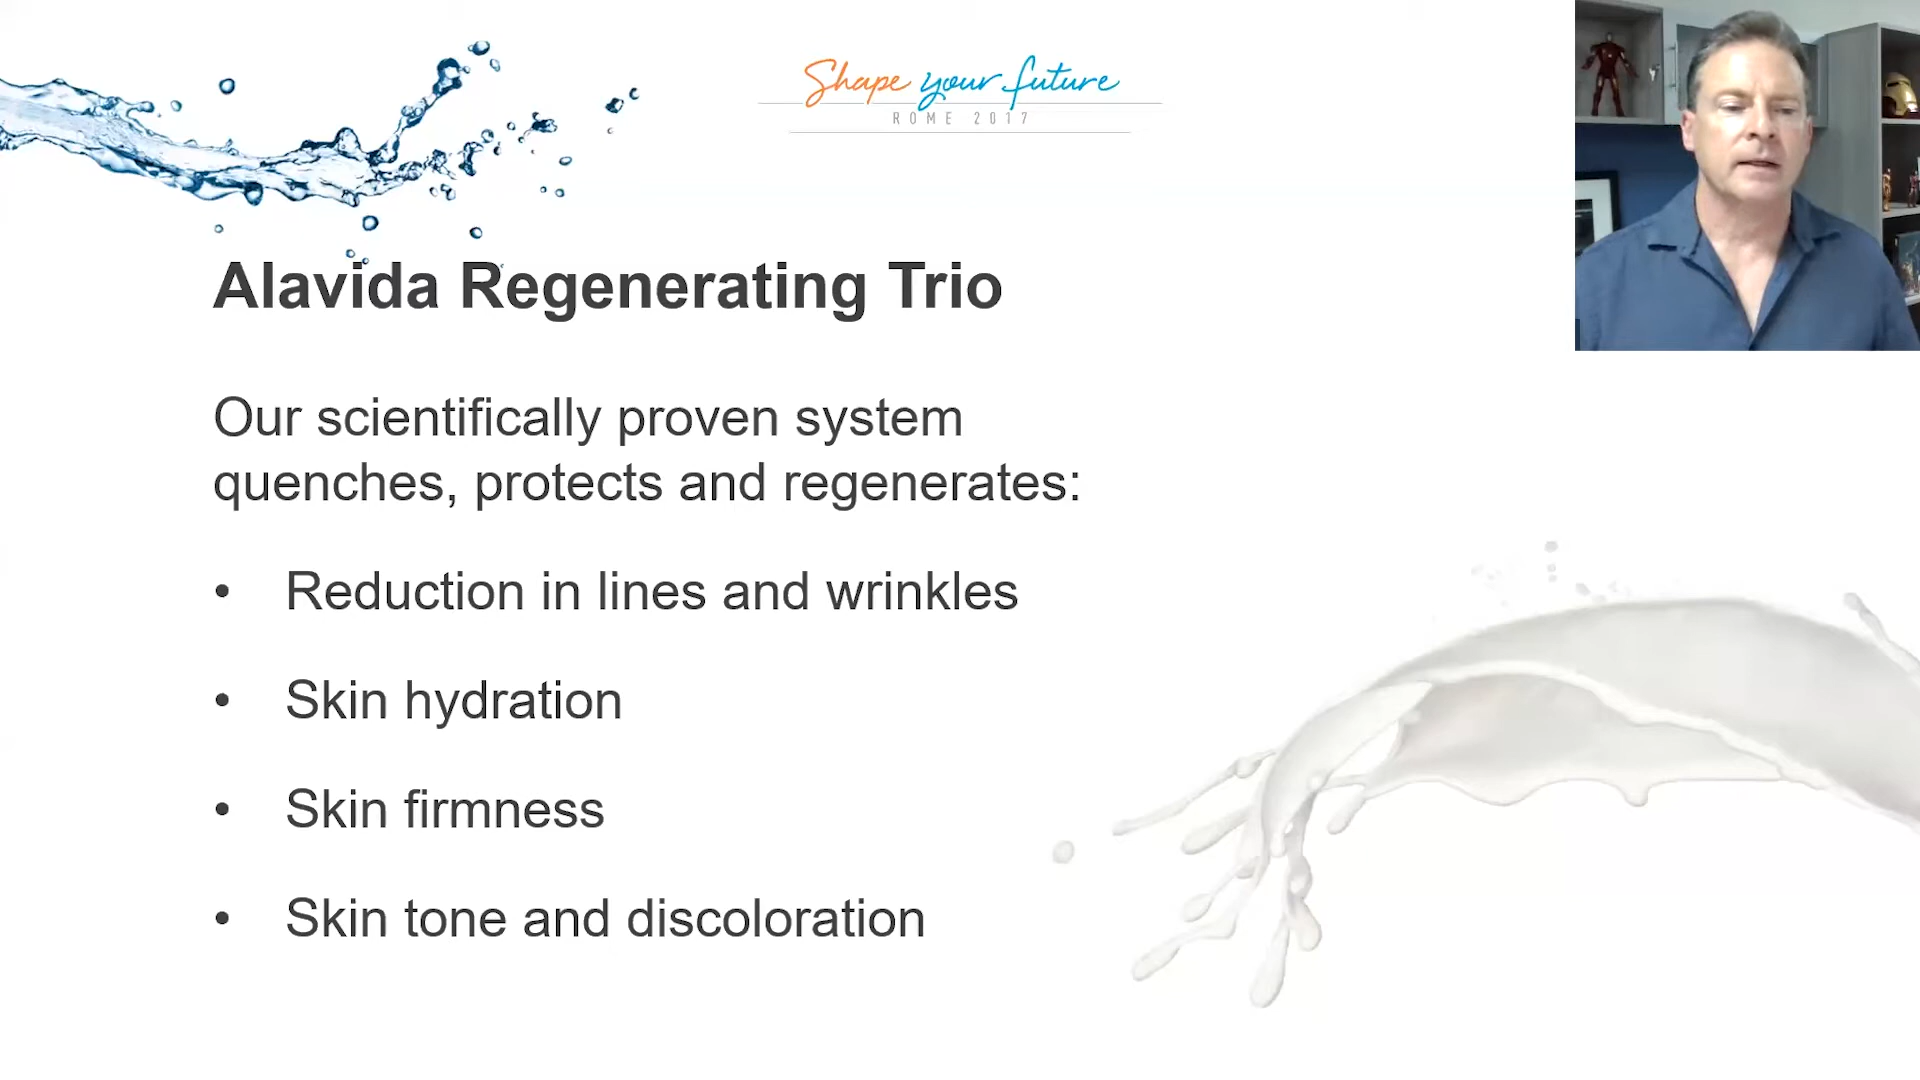 Shape your future
ROME 2017
Alavida Regenerating Trio
Our scientifically proven system
quenches, protects and regenerates:
• Reduction in lines and wrinkles
• Skin hydration
• Skin firmness
• Skin tone and discoloration